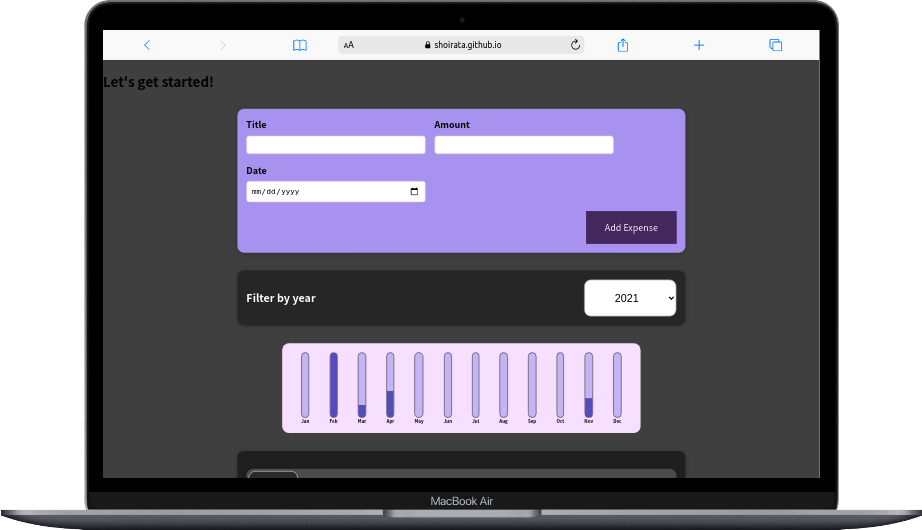 AA shoirata.github.io
Let's get started!
Title Amount
Date
mm/dd/yyyy
Add Expense
Filter by year 2021
Jan Feb Mar Apr May Jun Jul Aug Sep Oct Nov Dec
MacBook Air